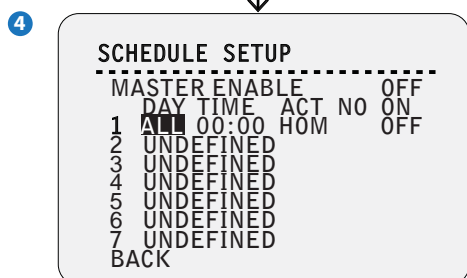 4
SCHEDULE SETUP
MASTER ENABLE OFF
DAY TIME ACT NO ON
1 ALL 00:00 HOM OFF
2 UNDEFINED
3 UNDEFINED
4 UNDEFINED
5 UNDEFINED
6 UNDEFINED
7 UNDEFINED
BACK